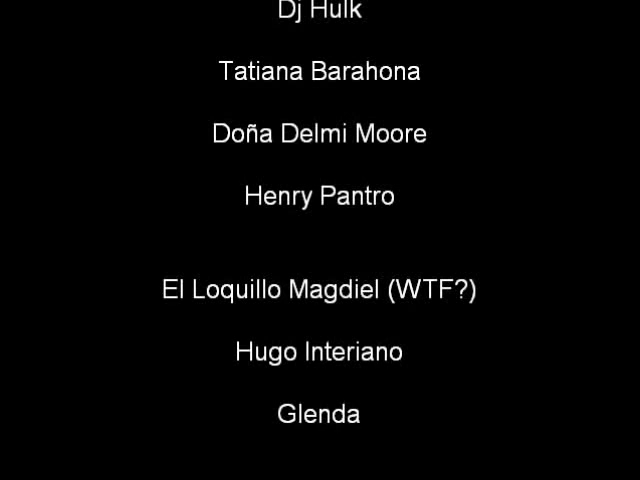 Dj Hulk
Tatiana Barahona
Doña Delmi Moore
Henry Pantro
El Loquillo Magdiel (WTF?)
Hugo Interiano
Glenda